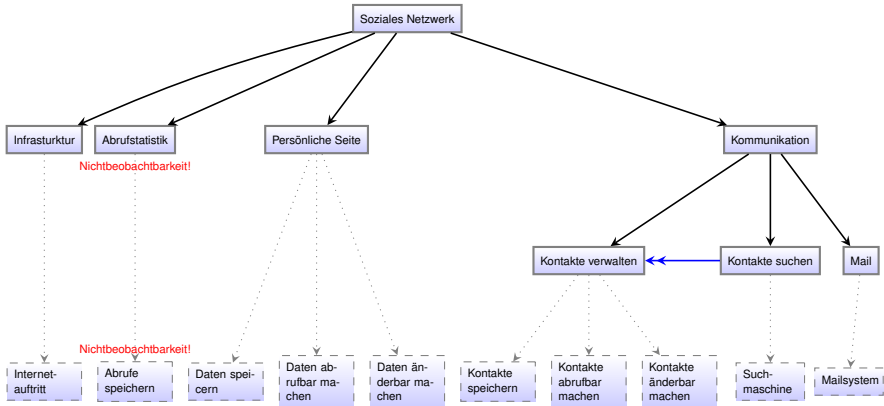 Soziales Netzwerk
Infrasturktur
Abrufstatistik
Persönliche Seite
Kommunikation
Nichtbeobachtbarkeit!
Kontakte verwalten
Kontakte suchen
Mail
Nichtbeobachtbarkeit!
Internet-
auftritt
Abrufe
speichern
Daten spei-
cern
Daten ab-
rufbar ma-
chen
Daten än-
derbar ma-
chen
Kontakte
speichern
Kontakte
abrufbar
machen
Kontakte
änderbar
machen
Such-
maschine
Mailsystem